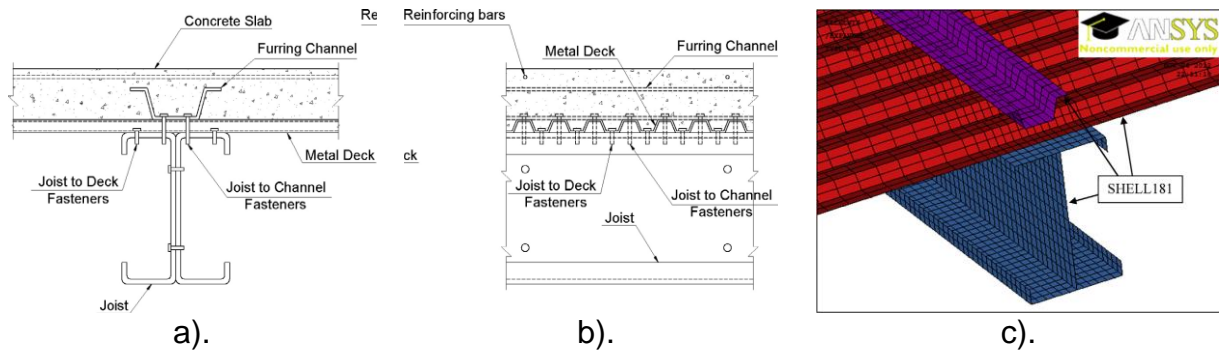 Concrete Slab
Furring Channel
Metal Deck
Joist to Deck
Fasteners
Joist to Channel
Fasteners
Joist
a).
Re
ck
Reinforcing bars
Metal Deck
Furring Channel
Joist to Deck
Fasteners
Joist to Channel
Fasteners
Joist
b).
ANSYS
Noncommercial use only
SHELL181
c).